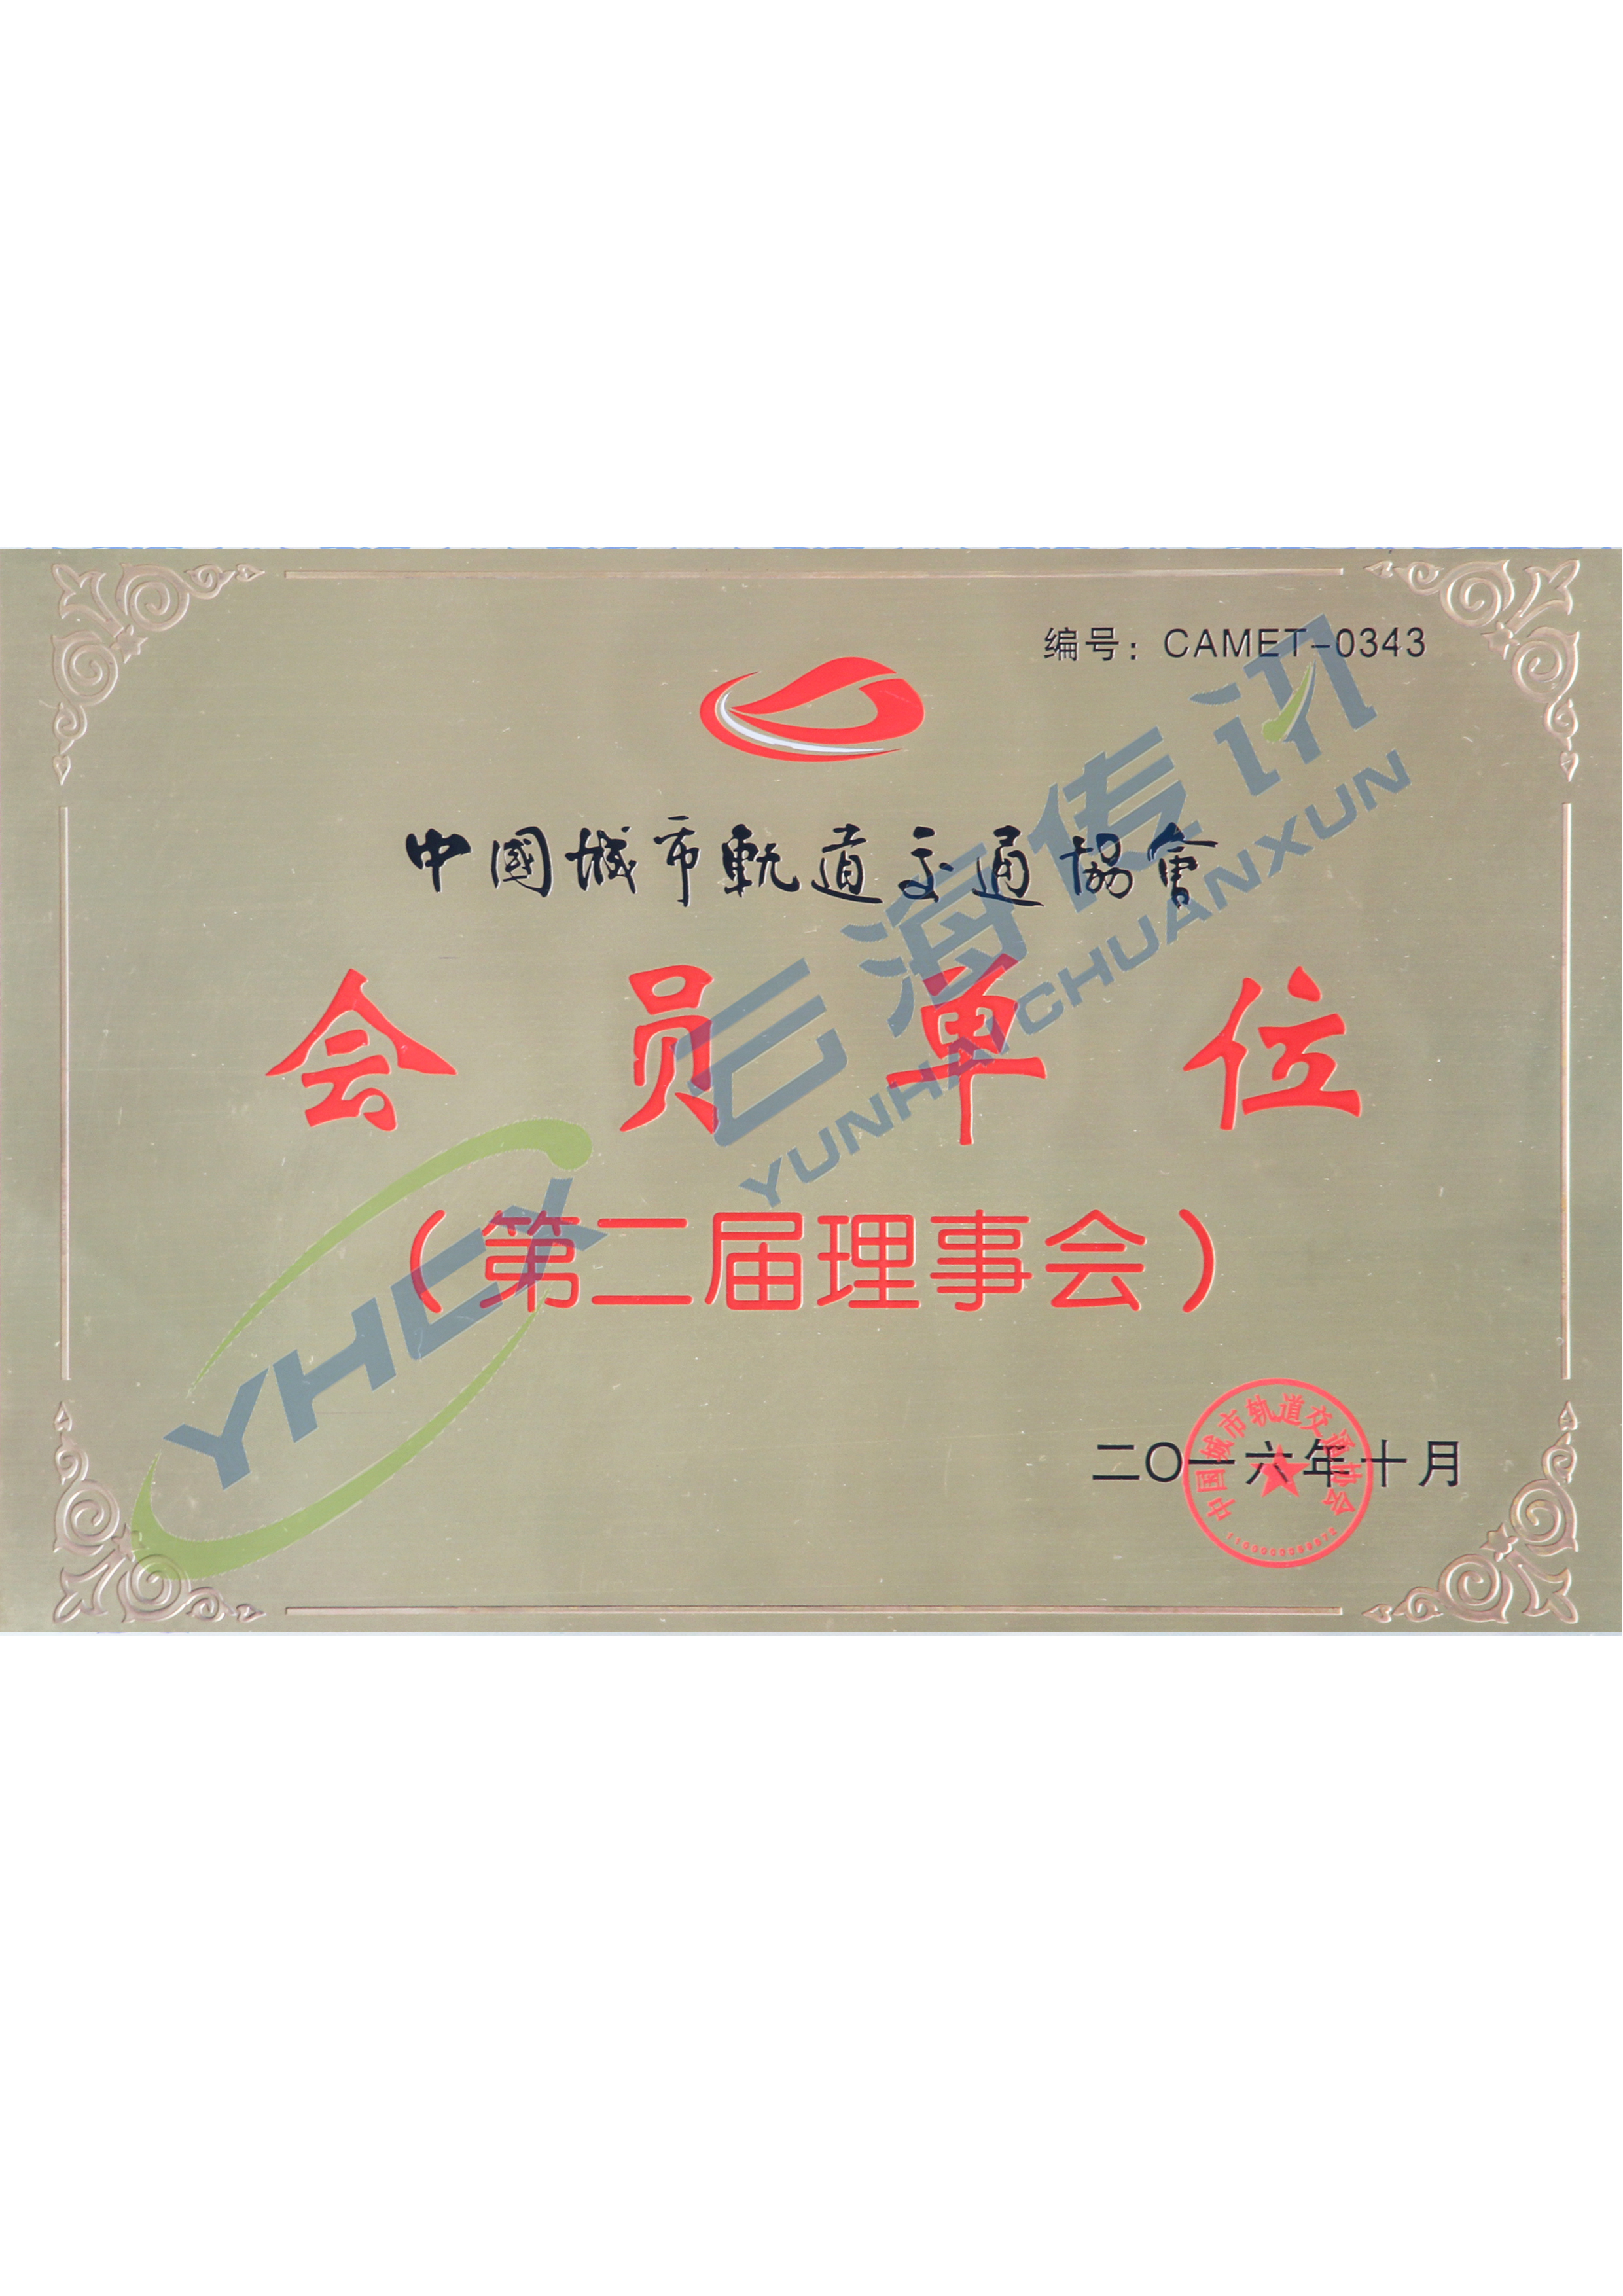 编号：CAMET-0343
中國城市軌道交通協會
会员单位
（第二届理事会）
二〇一六年十月
中国城市轨道交通协会
云海传讯
YUNHAICHUANXUN
YHCX